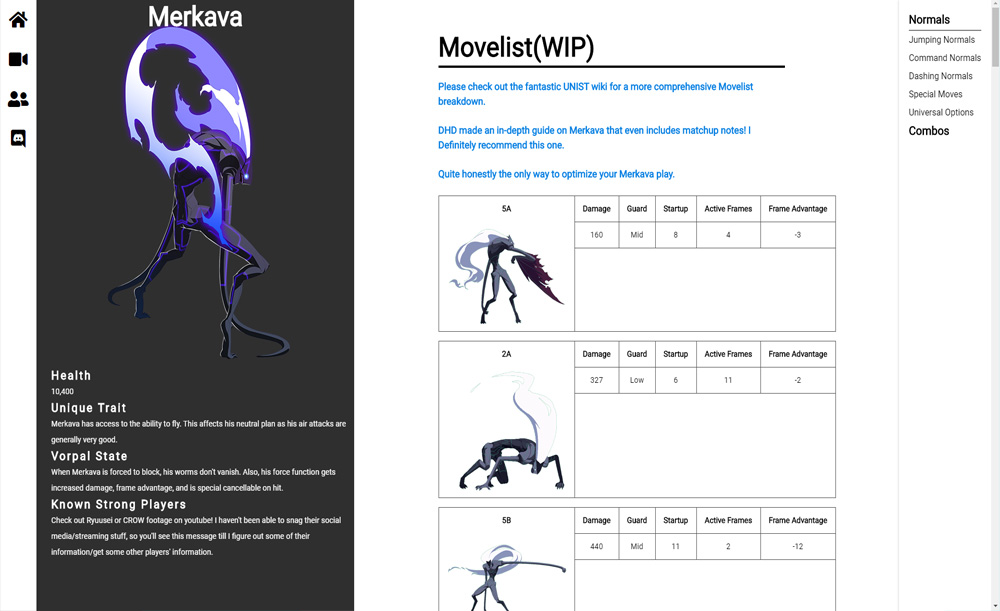 Merkava
Health
10,400
Unique Trait
Merkava has access to the ability to fly. This affects his neutral plan as his air attacks are
generally very good.
Vorpal State
When Merkava is forced to block, his worms don't vanish. Also, his force function gets
increased damage, frame advantage, and is special cancellable on hit.
Known Strong Players
Check out Ryuusei or CROW footage on youtube! I haven't been able to snag their social
media/streaming stuff, so you'll see this message till I figure out some of their
information/get some other players' information.
Movelist(WIP)
Please check out the fantastic UNIST wiki for a more comprehensive Movelist
breakdown.
DHD made an in-depth guide on Merkava that even includes matchup notes! I
Definitely recommend this one.
Quite honestly the only way to optimize your Merkava play.
5A Damage Guard Startup Active Frames Frame Advantage
160 Mid 8 4 -3
2A Damage Guard Startup Active Frames Frame Advantage
327 Low 6 11 -2
5B Damage Guard Startup Active Frames Frame Advantage
440 Mid 11 2 -12
Normals
Jumping Normals
Command Normals
Dashing Normals
Special Moves
Universal Options
Combos